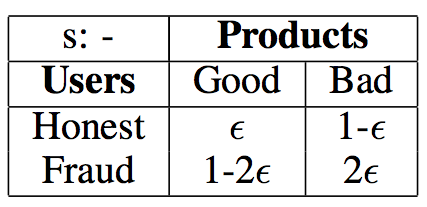 s: - Products
Users Good Bad
Honest ϵ 1-ϵ
Fraud 1-2ϵ 2ϵ